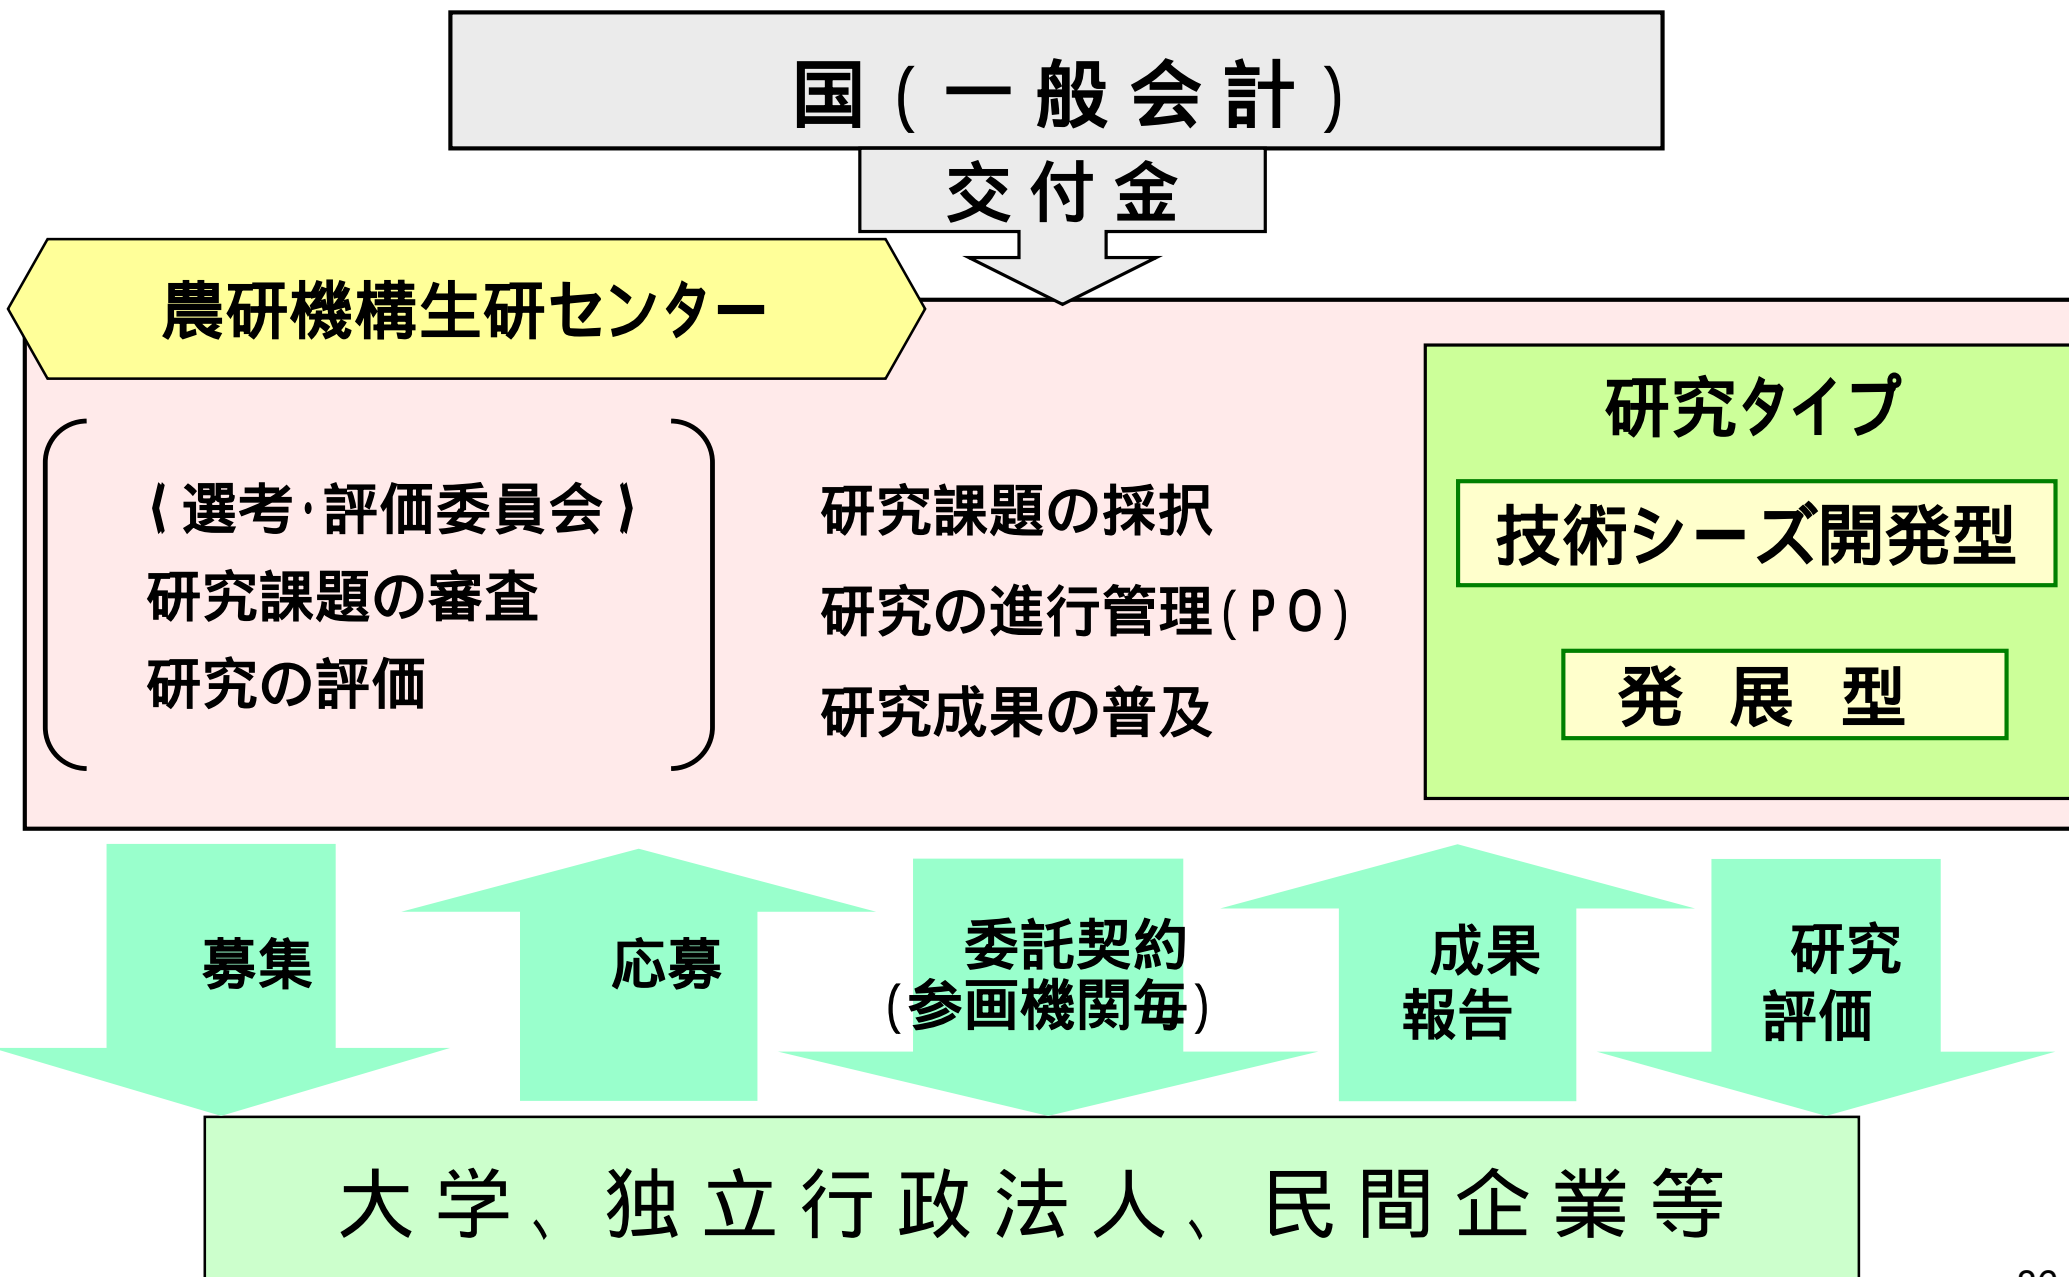 国(一般会計)
交付金
農研機構生研センター
研究タイプ
技術シーズ開発型
発展型
⟨選考・評価委員会⟩
研究課題の審査
研究の評価
研究課題の採択
研究の進行管理(PO)
研究成果の普及
募集
応募
委託契約
(参画機関毎)
成果
報告
研究
評価
大学、独立行政法人、民間企業等